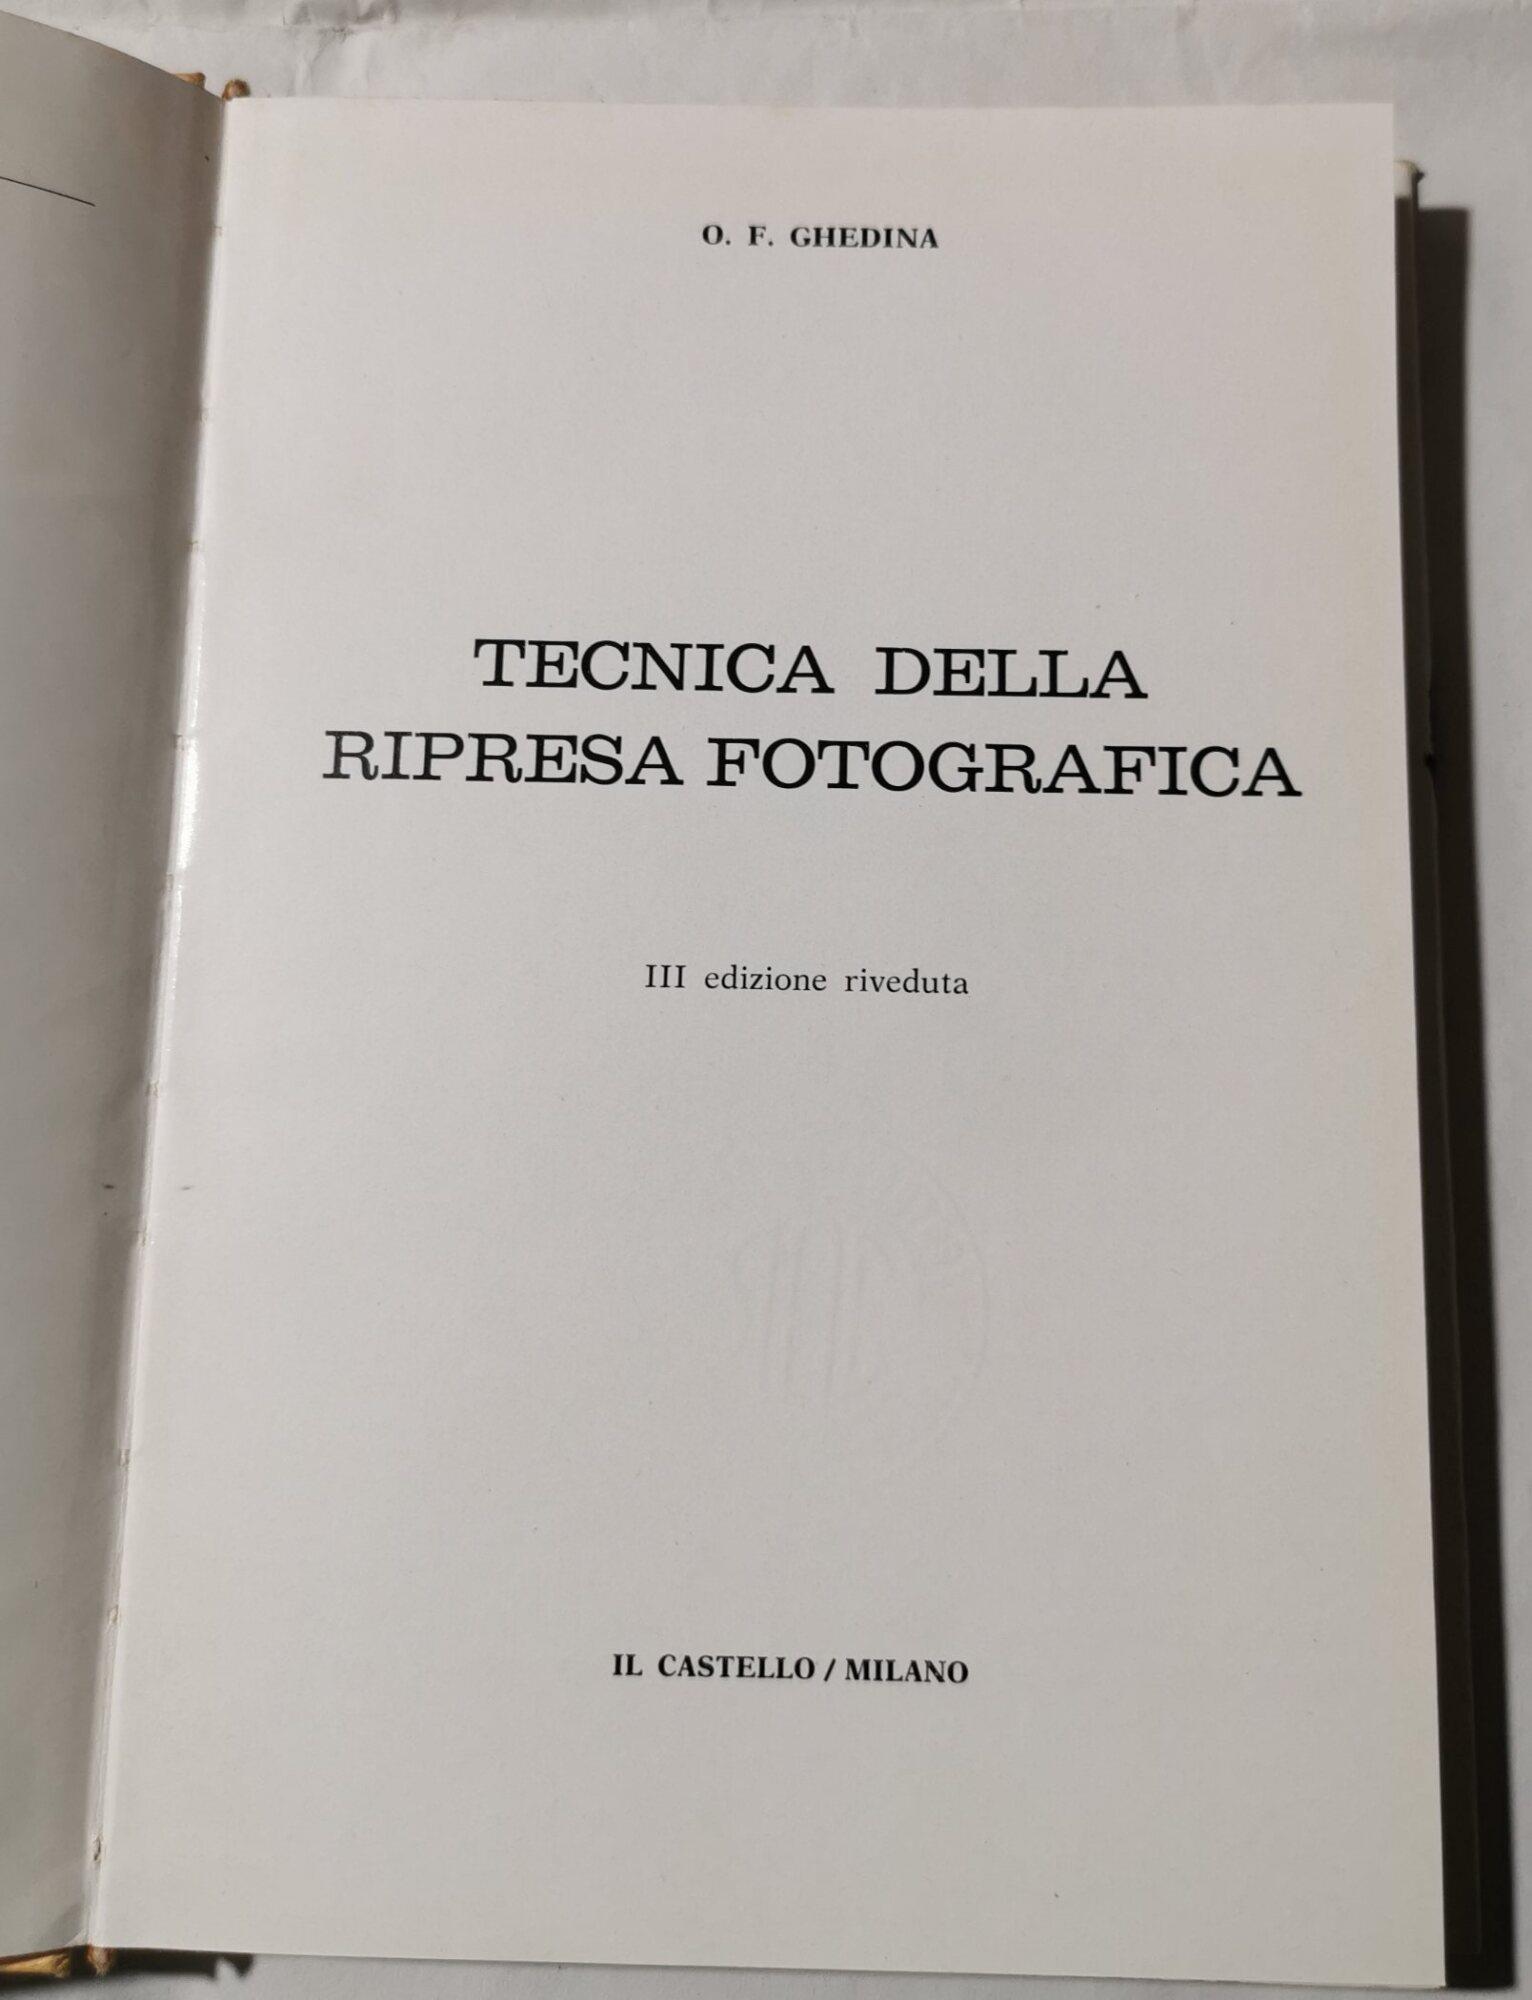 O. F. GHEDINA
TECNICA DELLA
RIPRESA FOTOGRAFICA
III edizione riveduta
IL CASTELLO / MILANO